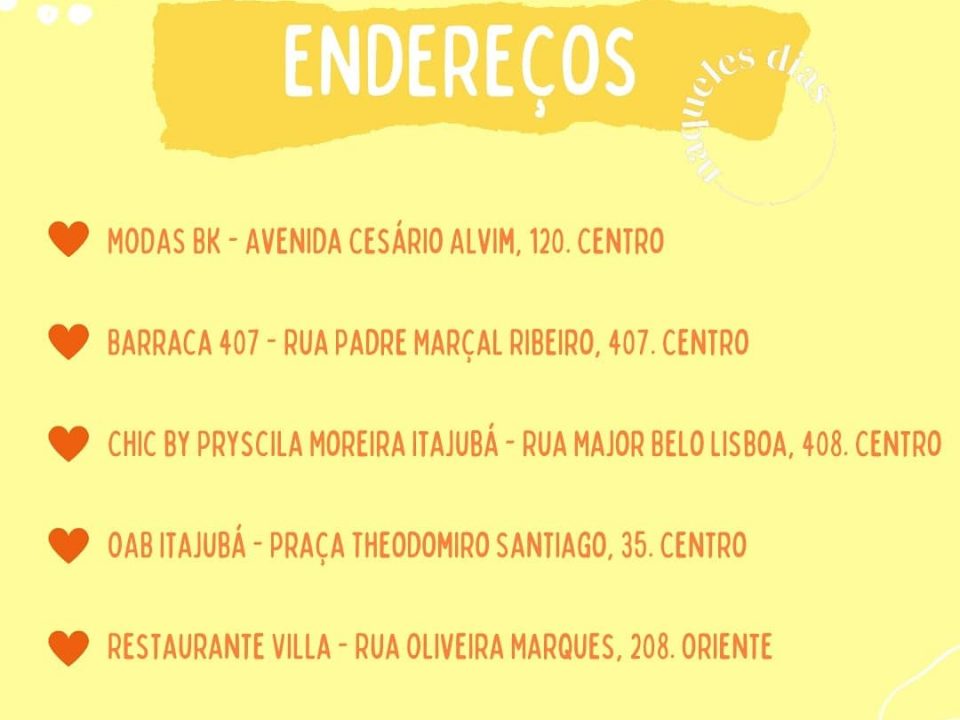 ENDEREÇOS
naqueles dias
MODAS BK - AVENIDA CESÁRIO ALVIM, 120. CENTRO
BARRACA 407 - RUA PADRE MARÇAL RIBEIRO, 407. CENTRO
CHIC BY PRYSCILA MOREIRA ITAJUBÁ - RUA MAJOR BELO LISBOA, 408. CENTRO
OAB ITAJUBÁ - PRAÇA THEODOMIRO SANTIAGO, 35. CENTRO
RESTAURANTE VILLA - RUA OLIVEIRA MARQUES, 208. ORIENTE